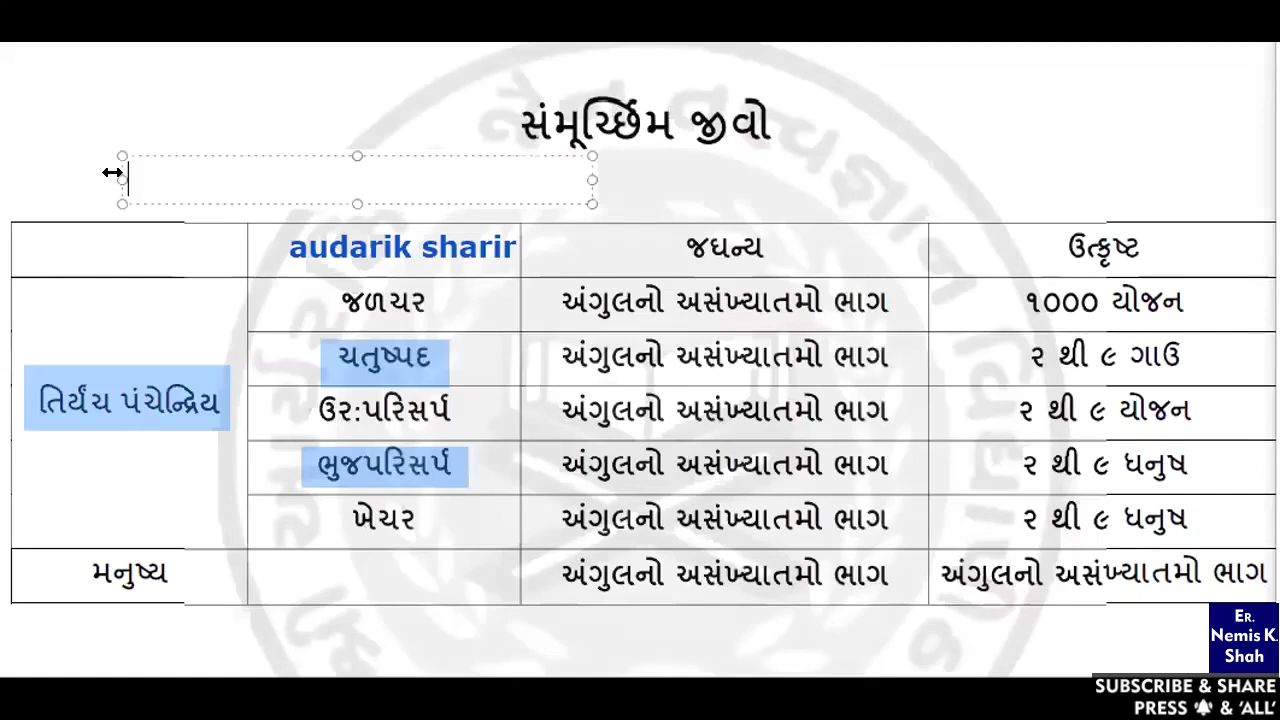 સંમૂર્ચ્છિમ જીવો
audarik sharir જઘન્ય ઉત્કૃષ્ટ
જળચર અંગુલનો અસંખ્યાતમો ભાગ ૧૦૦૦ યોજન
ચતુષ્પદ અંગુલનો અસંખ્યાતમો ભાગ ૨ થી ૯ ગાઉ
તિર્યંચ પંચેન્દ્રિય
ઉર:પરિસર્પ અંગુલનો અસંખ્યાતમો ભાગ ૨ થી ૯ યોજન
ભુજપરિસર્પ અંગુલનો અસંખ્યાતમો ભાગ ૨ થી ૯ ધનુષ
ખેચર અંગુલનો અસંખ્યાતમો ભાગ ૨ થી ૯ ધનુષ
મનુષ્ય અંગુલનો અસંખ્યાતમો ભાગ અંગુલનો અસંખ્યાતમો ભાગ
ER.
Nemis K.
Shah
SUBSCRIBE & SHARE
PRESS & 'ALL'